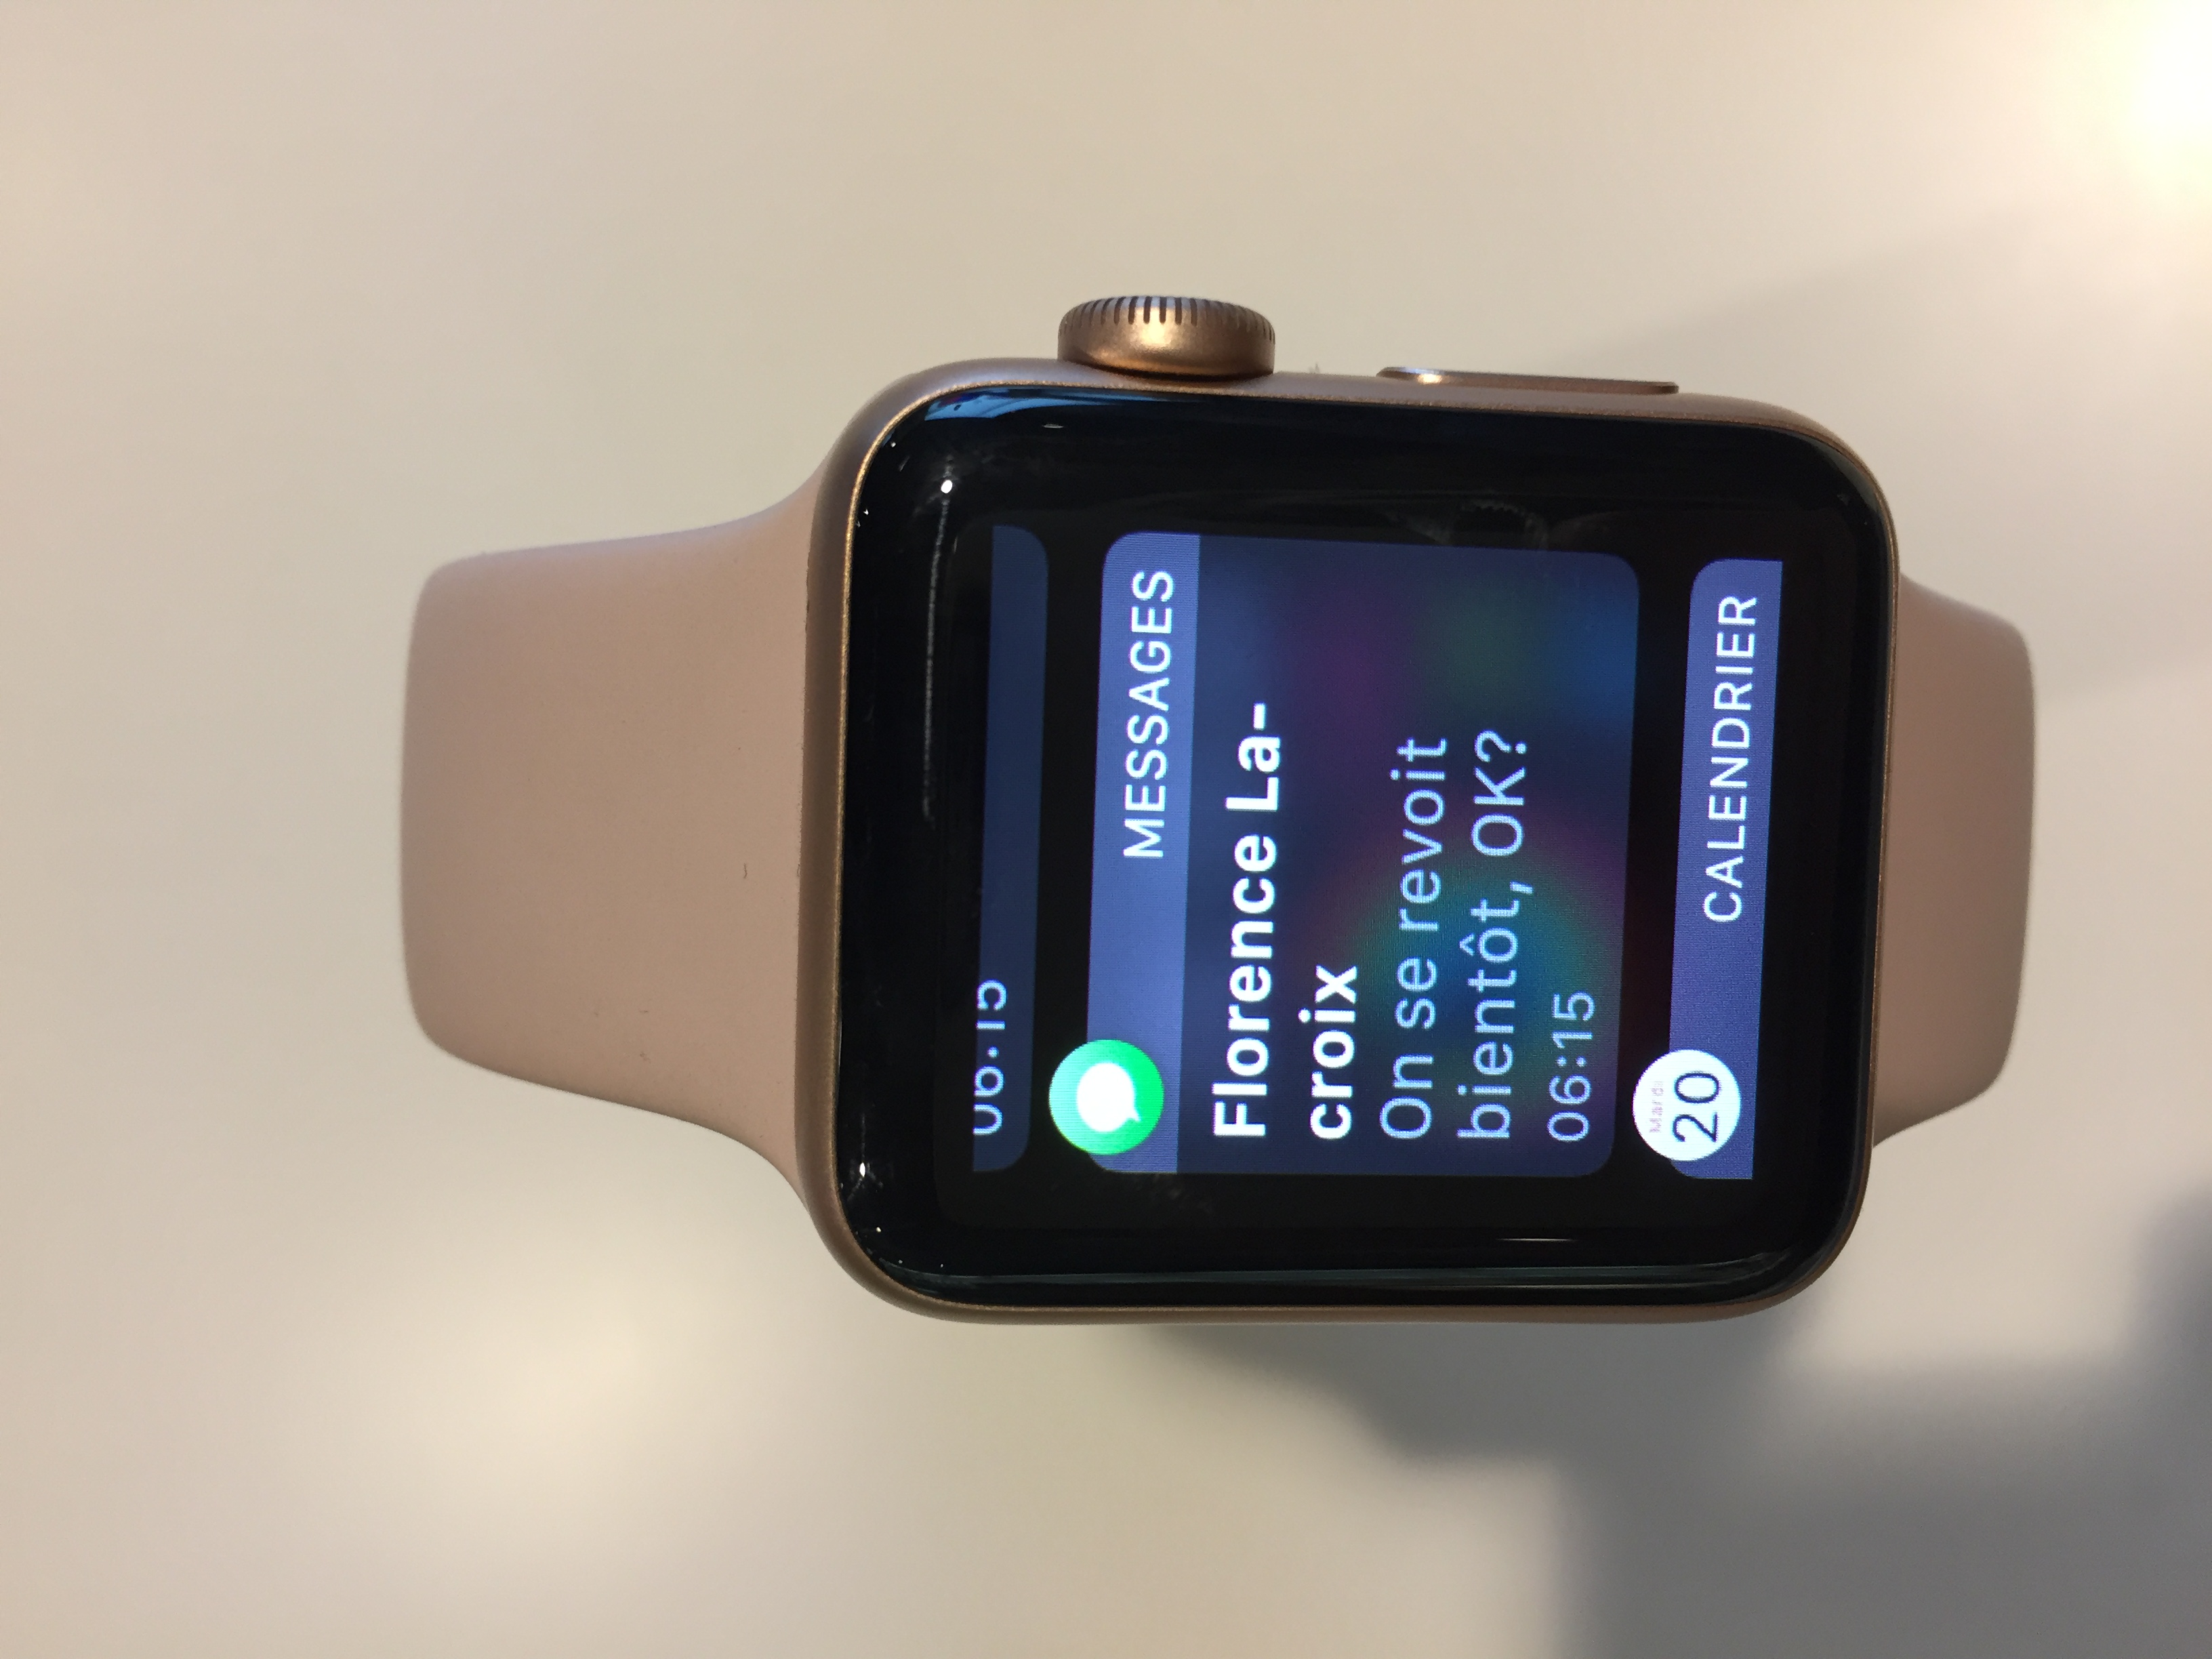 06:15
MESSAGES
Florence La-
croix
On se revoit
bientôt, OK?
06:15
Mardi
20
CALENDRIER